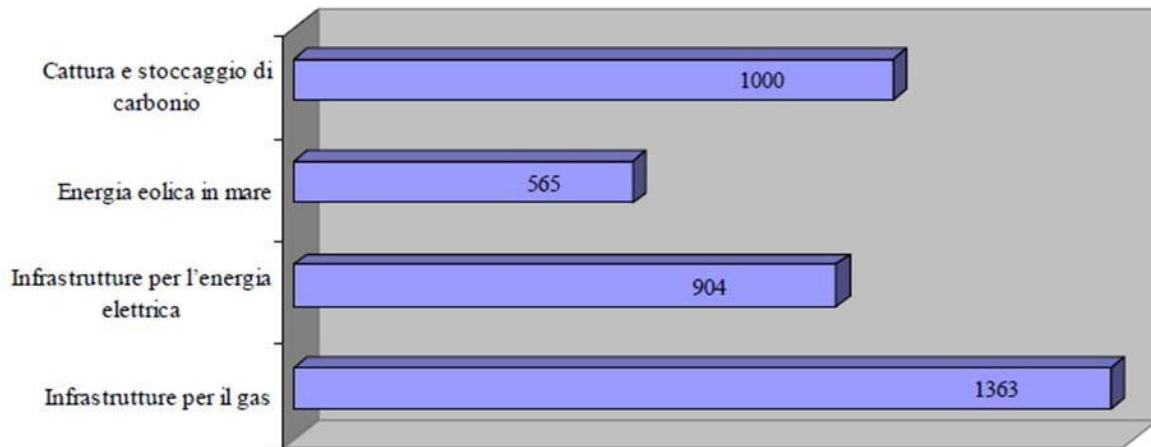 Cattura e stoccaggio di
carbonio
1000
Energia eolica in mare
565
Infrastrutture per l'energia
elettrica
904
Infrastrutture per il gas
1363